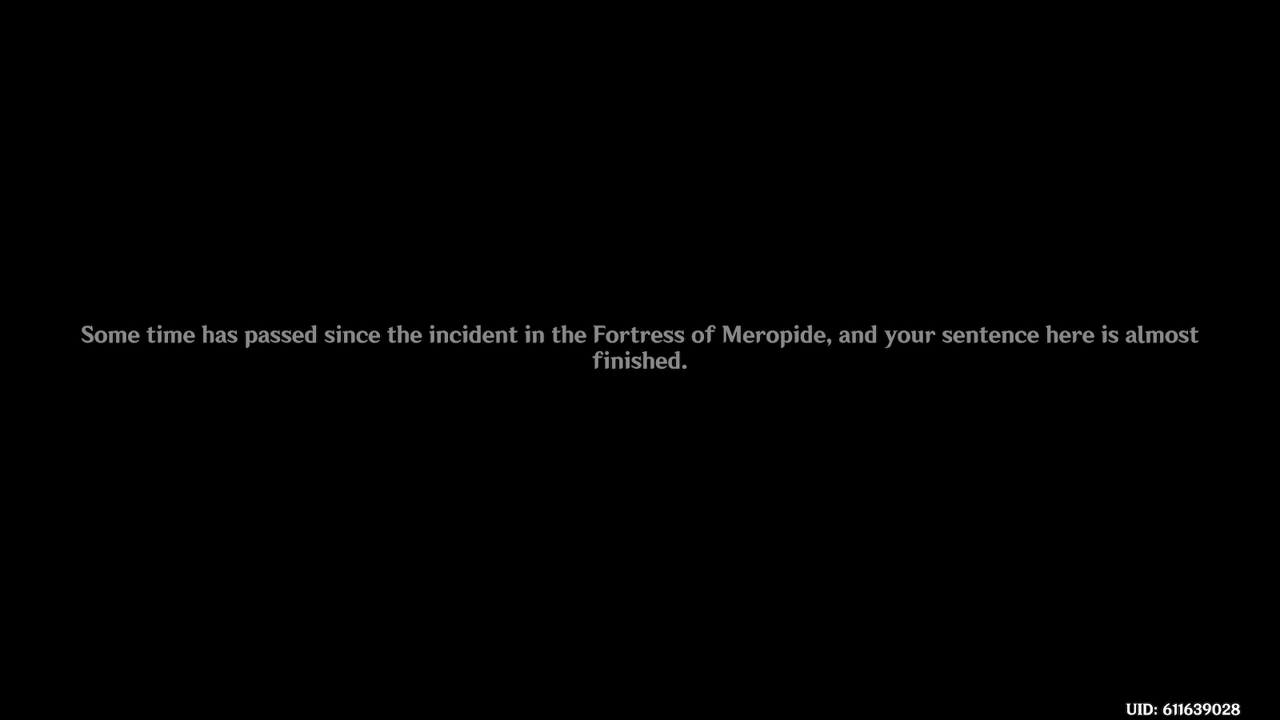 Some time has passed since the incident in the Fortress of Meropide, and your sentence here is almost
finished.
UID: 611639028